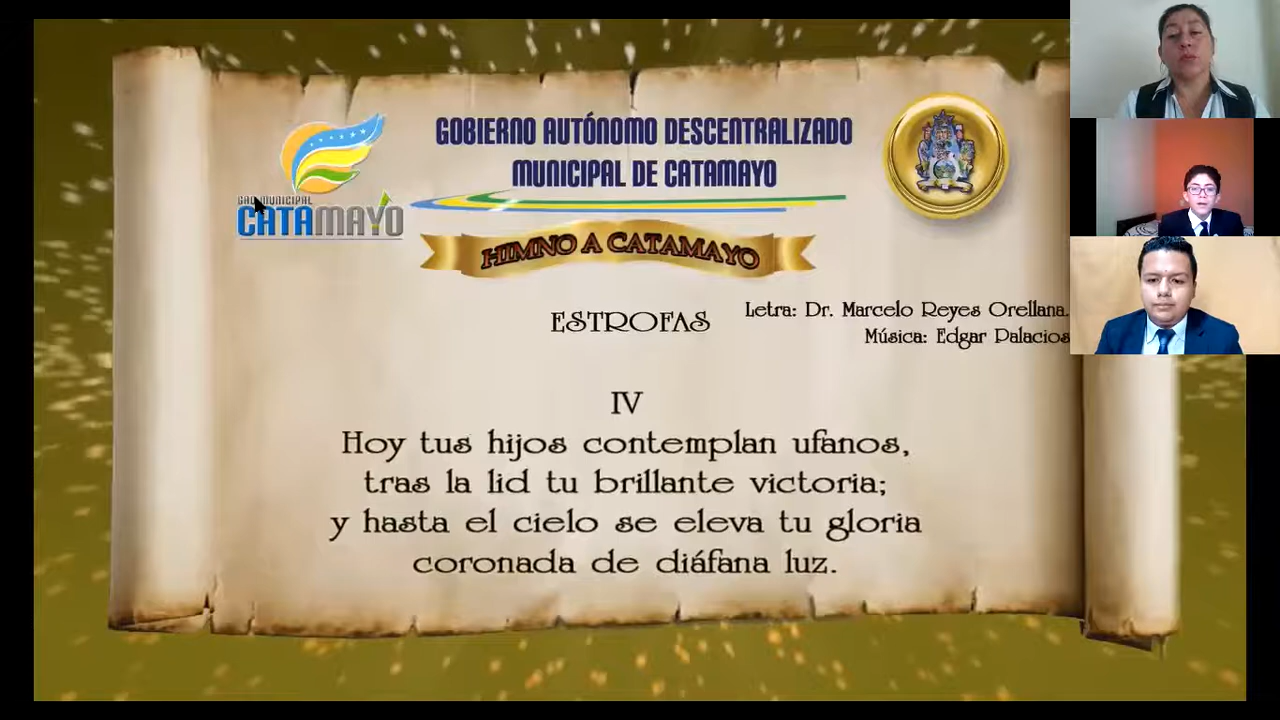 GOBIERNO AUTÓNOMO DESCENTRALIZADO
MUNICIPAL DE CATAMAYO
GAD MUNICIPAL
CATAMAYO
HIMNO A CATAMAYO
ESTROFAS
Letra: Dr. Marcelo Reyes Orellana.
Música: Edgar Palacios
IV
Hoy tus hijos contemplan ufanos,
tras la lid tu brillante victoria;
y hasta el cielo se eleva tu gloria
coronada de diáfana luz.